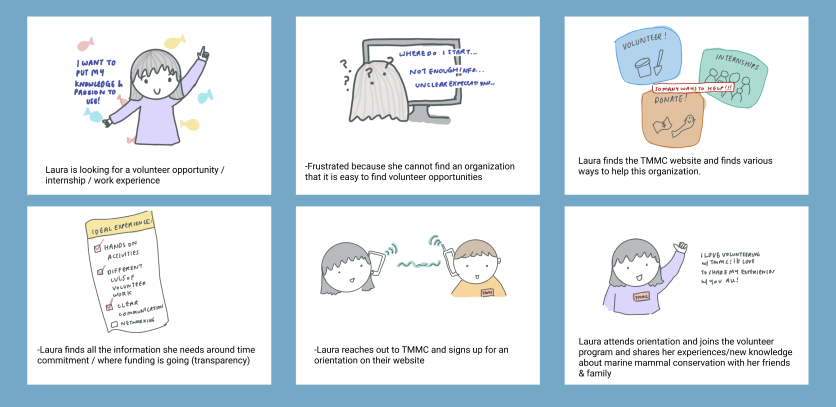 I WANT TO
PUT MY
KNOWLEDGE &
PASSION TO
USE!
Laura is looking for a volunteer opportunity /
internship / work experience
WHERE DO I START...
NOT ENOUGH INFO...
UNCLEAR EXPECTATIONS...
? ? ? ? ?
-Frustrated because she cannot find an organization
that it is easy to find volunteer opportunities
VOLUNTEER!
INTERNSHIPS
SO MANY WAYS TO HELP!!!
DONATE!
$
Laura finds the TMMC website and finds various
ways to help this organization.
IDEAL EXPERIENCE:
HANDS ON
ACTIVITIES
DIFFERENT
LVLS OF
VOLUNTEER
WORK
CLEAR
COMMUNICATION
NETWORKING
-Laura finds all the information she needs around time
commitment / where funding is going (transparency)
TMMC
-Laura reaches out to TMMC and signs up for an
orientation on their website
I LOVE VOLUNTEERING
W/ TMMC! I'D LOVE
TO SHARE MY EXPERIENCES
W/ YOU ALL!
TMMC
Laura attends orientation and joins the volunteer
program and shares her experiences/new knowledge
about marine mammal conservation with her friends
& family